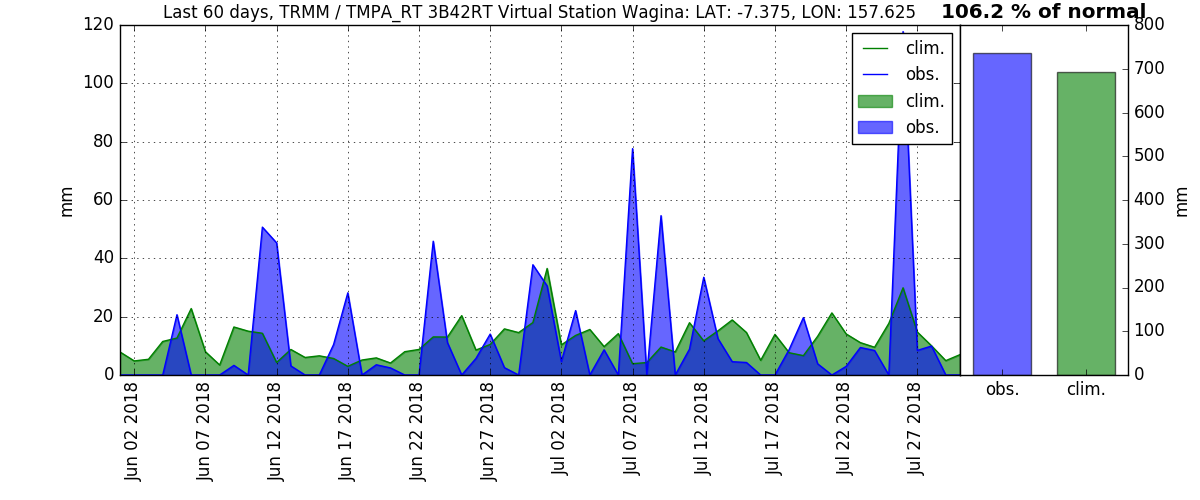 Last 60 days, TRMM / TMPA_RT 3B42RT Virtual Station Wagina: LAT: -7.375, LON: 157.625
106.2 % of normal
120
100
80
60
40
20
0
mm
clim.
obs.
clim.
obs.
800
700
600
500
400
300
200
100
0
mm
Jun 02 2018
Jun 07 2018
Jun 12 2018
Jun 17 2018
Jun 22 2018
Jun 27 2018
Jul 02 2018
Jul 07 2018
Jul 12 2018
Jul 17 2018
Jul 22 2018
Jul 27 2018
obs.
clim.